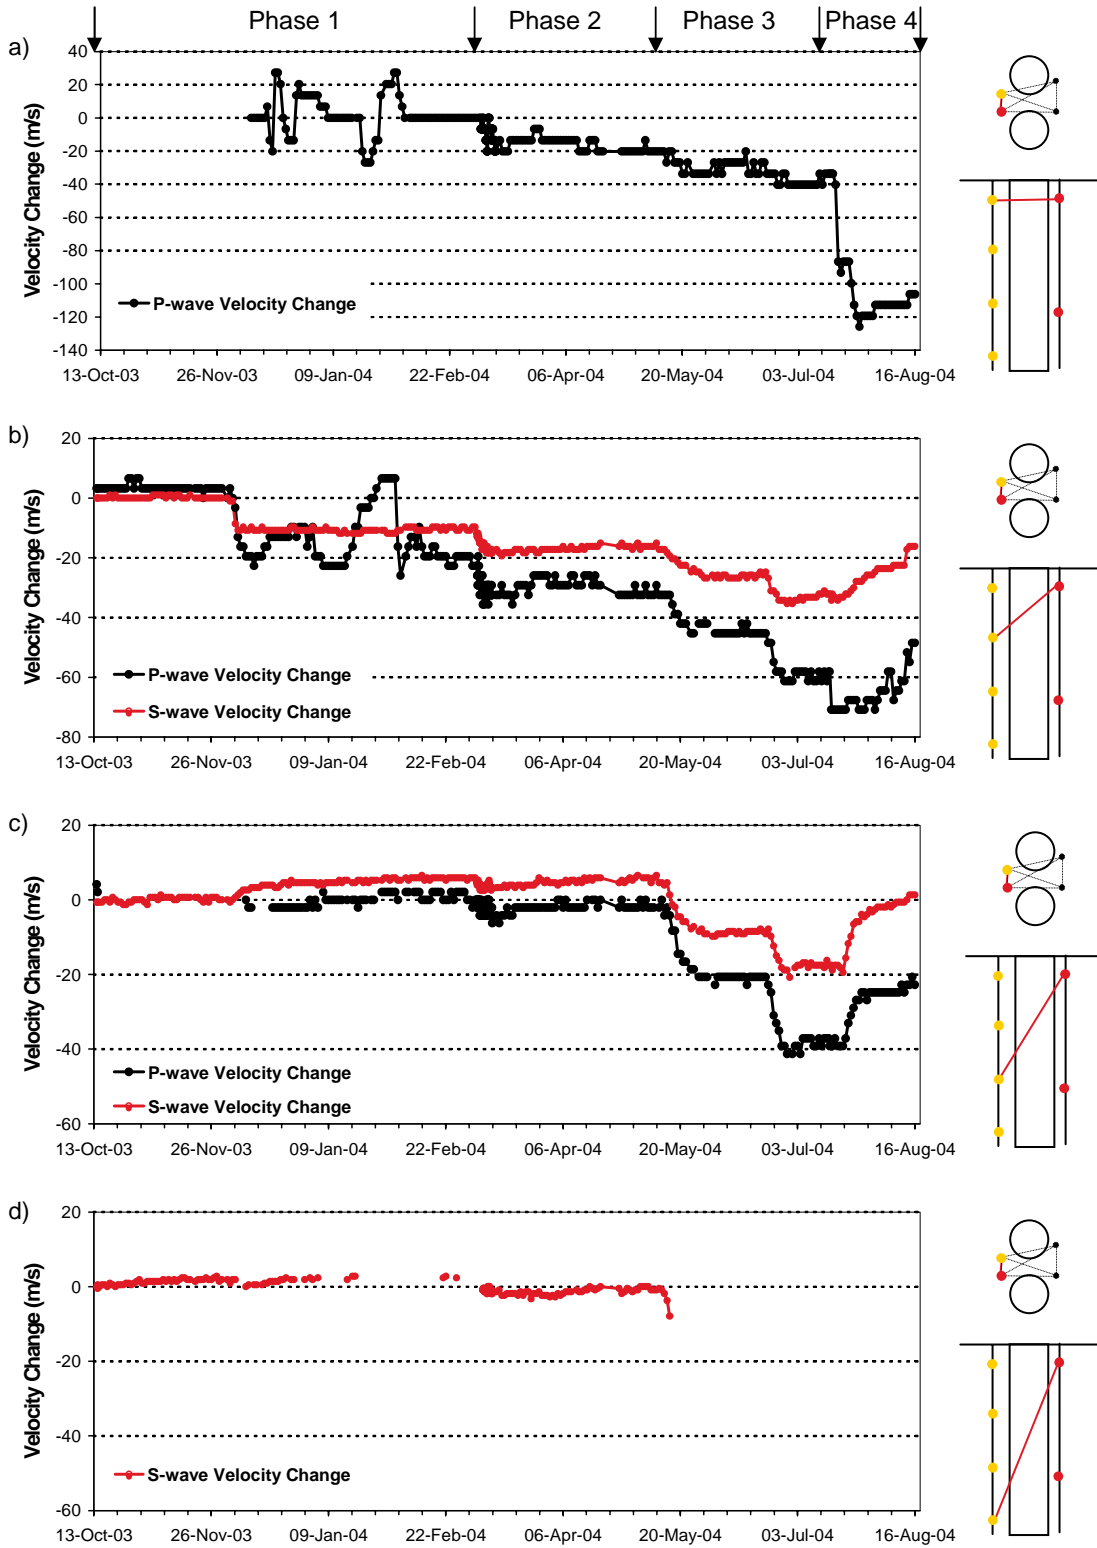 Phase 1 Phase 2 Phase 3 Phase 4
a)
Velocity Change (m/s)
40
20
0
-20
-40
-60
-80
-100
-120
-140
P-wave Velocity Change
13-Oct-03 26-Nov-03 09-Jan-04 22-Feb-04 06-Apr-04 20-May-04 03-Jul-04 16-Aug-04
b)
Velocity Change (m/s)
20
0
-20
-40
-60
-80
P-wave Velocity Change
S-wave Velocity Change
13-Oct-03 26-Nov-03 09-Jan-04 22-Feb-04 06-Apr-04 20-May-04 03-Jul-04 16-Aug-04
c)
Velocity Change (m/s)
20
0
-20
-40
-60
P-wave Velocity Change
S-wave Velocity Change
13-Oct-03 26-Nov-03 09-Jan-04 22-Feb-04 06-Apr-04 20-May-04 03-Jul-04 16-Aug-04
d)
Velocity Change (m/s)
20
0
-20
-40
-60
S-wave Velocity Change
13-Oct-03 26-Nov-03 09-Jan-04 22-Feb-04 06-Apr-04 20-May-04 03-Jul-04 16-Aug-04